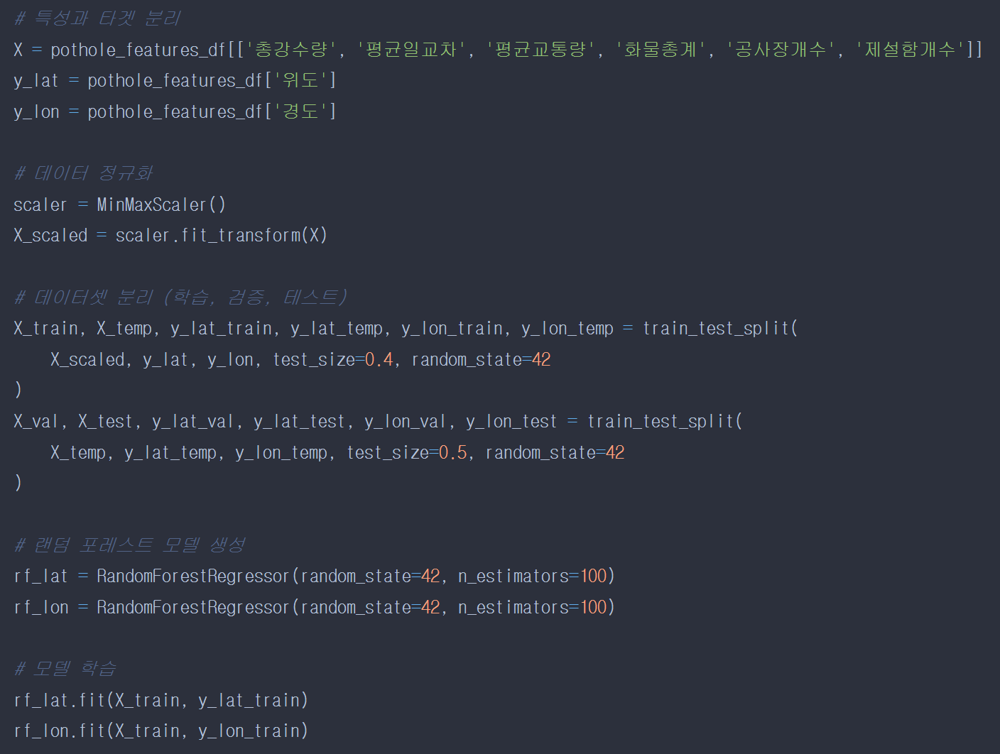 # 특성과 타겟 분리
X = pothole_features_df[['총강수량', '평균일교차', '평균교통량', '화물총계', '공사장개수', '제설함개수']]
y_lat = pothole_features_df['위도']
y_lon = pothole_features_df['경도']
# 데이터 정규화
scaler = MinMaxScaler()
X_scaled = scaler.fit_transform(X)
# 데이터셋 분리 (학습, 검증, 테스트)
X_train, X_temp, y_lat_train, y_lat_temp, y_lon_train, y_lon_temp = train_test_split(
    X_scaled, y_lat, y_lon, test_size=0.4, random_state=42
)
X_val, X_test, y_lat_val, y_lat_test, y_lon_val, y_lon_test = train_test_split(
    X_temp, y_lat_temp, y_lon_temp, test_size=0.5, random_state=42
)
# 랜덤 포레스트 모델 생성
rf_lat = RandomForestRegressor(random_state=42, n_estimators=100)
rf_lon = RandomForestRegressor(random_state=42, n_estimators=100)
# 모델 학습
rf_lat.fit(X_train, y_lat_train)
rf_lon.fit(X_train, y_lon_train)